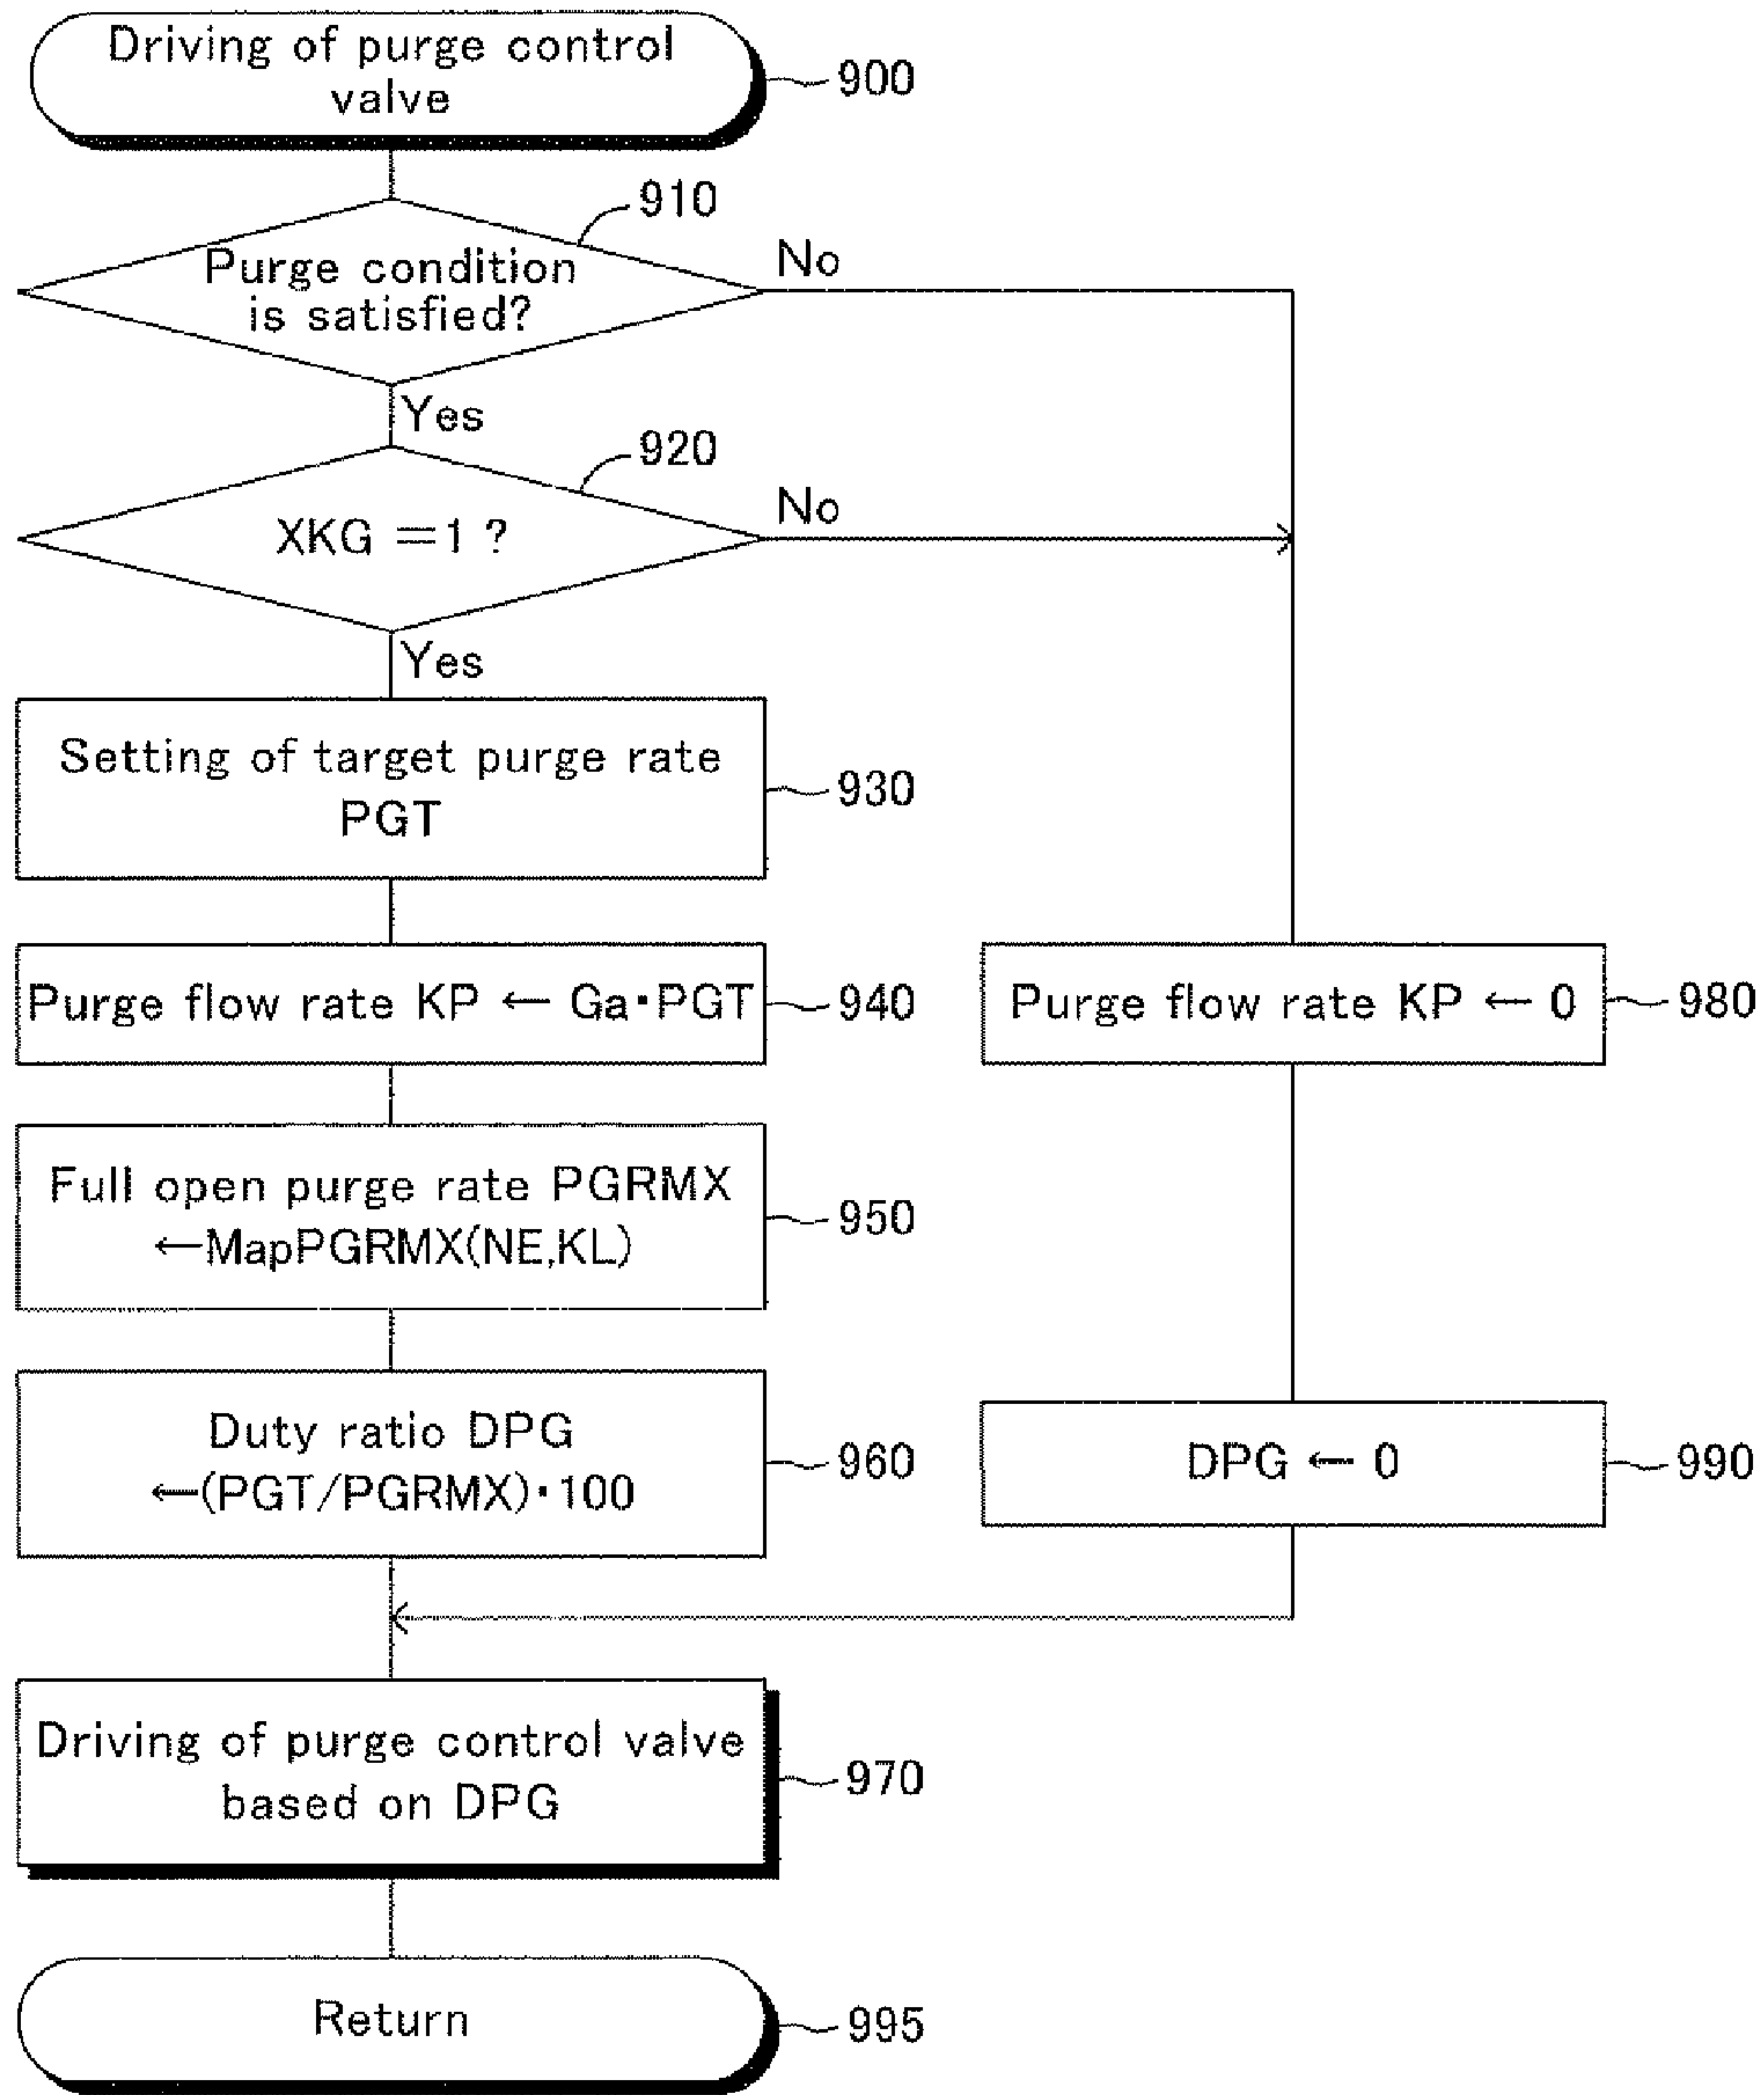 Driving of purge control
valve
900
910
Purge condition
is satisfied?
No
Yes
920
XKG =1 ?
No
Yes
Setting of target purge rate
PGT
930
Purge flow rate KP ← Ga・PGT
940
Purge flow rate KP ← 0
980
Full open purge rate PGRMX
←MapPGRMX(NE,KL)
950
Duty ratio DPG
←(PGT/PGRMX)・100
960
DPG ← 0
990
Driving of purge control valve
based on DPG
970
Return
995